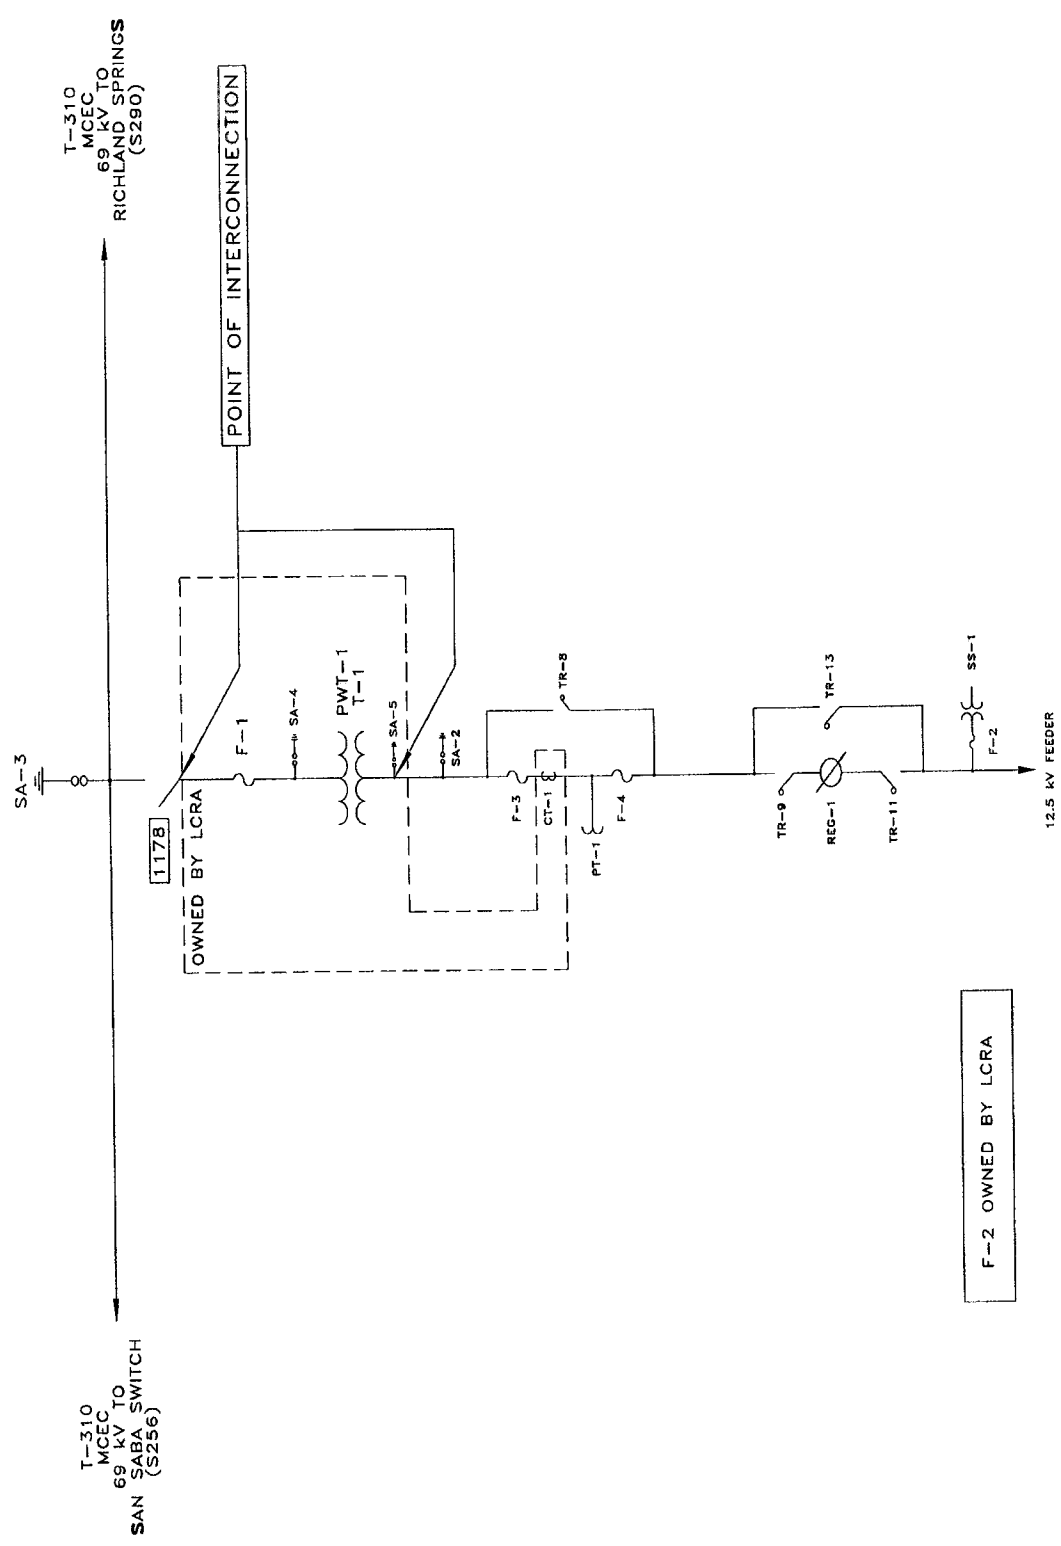 T-310
MCEC
69 kV TO
RICHLAND SPRINGS
(S290)
POINT OF INTERCONNECTION
SA-3
1178
OWNED BY LCRA
F-1
SA-4
PWT-1
T-1
SA-5
SA-2
TR-8
F-3
CT-1
PT-1
F-4
TR-13
TR-9
REG-1
TR-11
SS-1
F-2
12.5 kV FEEDER
T-310
MCEC
69 kV TO
SAN SABA SWITCH
(S256)
F-2 OWNED BY LCRA